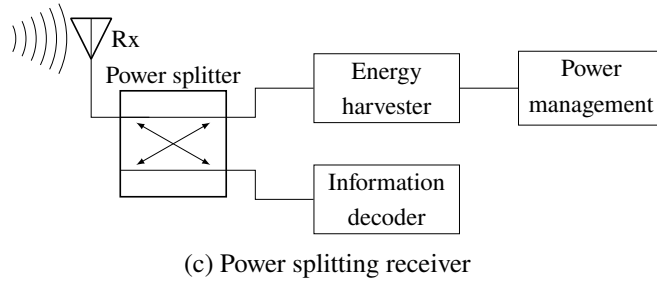 Rx
Power splitter
Energy
harvester
Power
management
Information
decoder
(c) Power splitting receiver